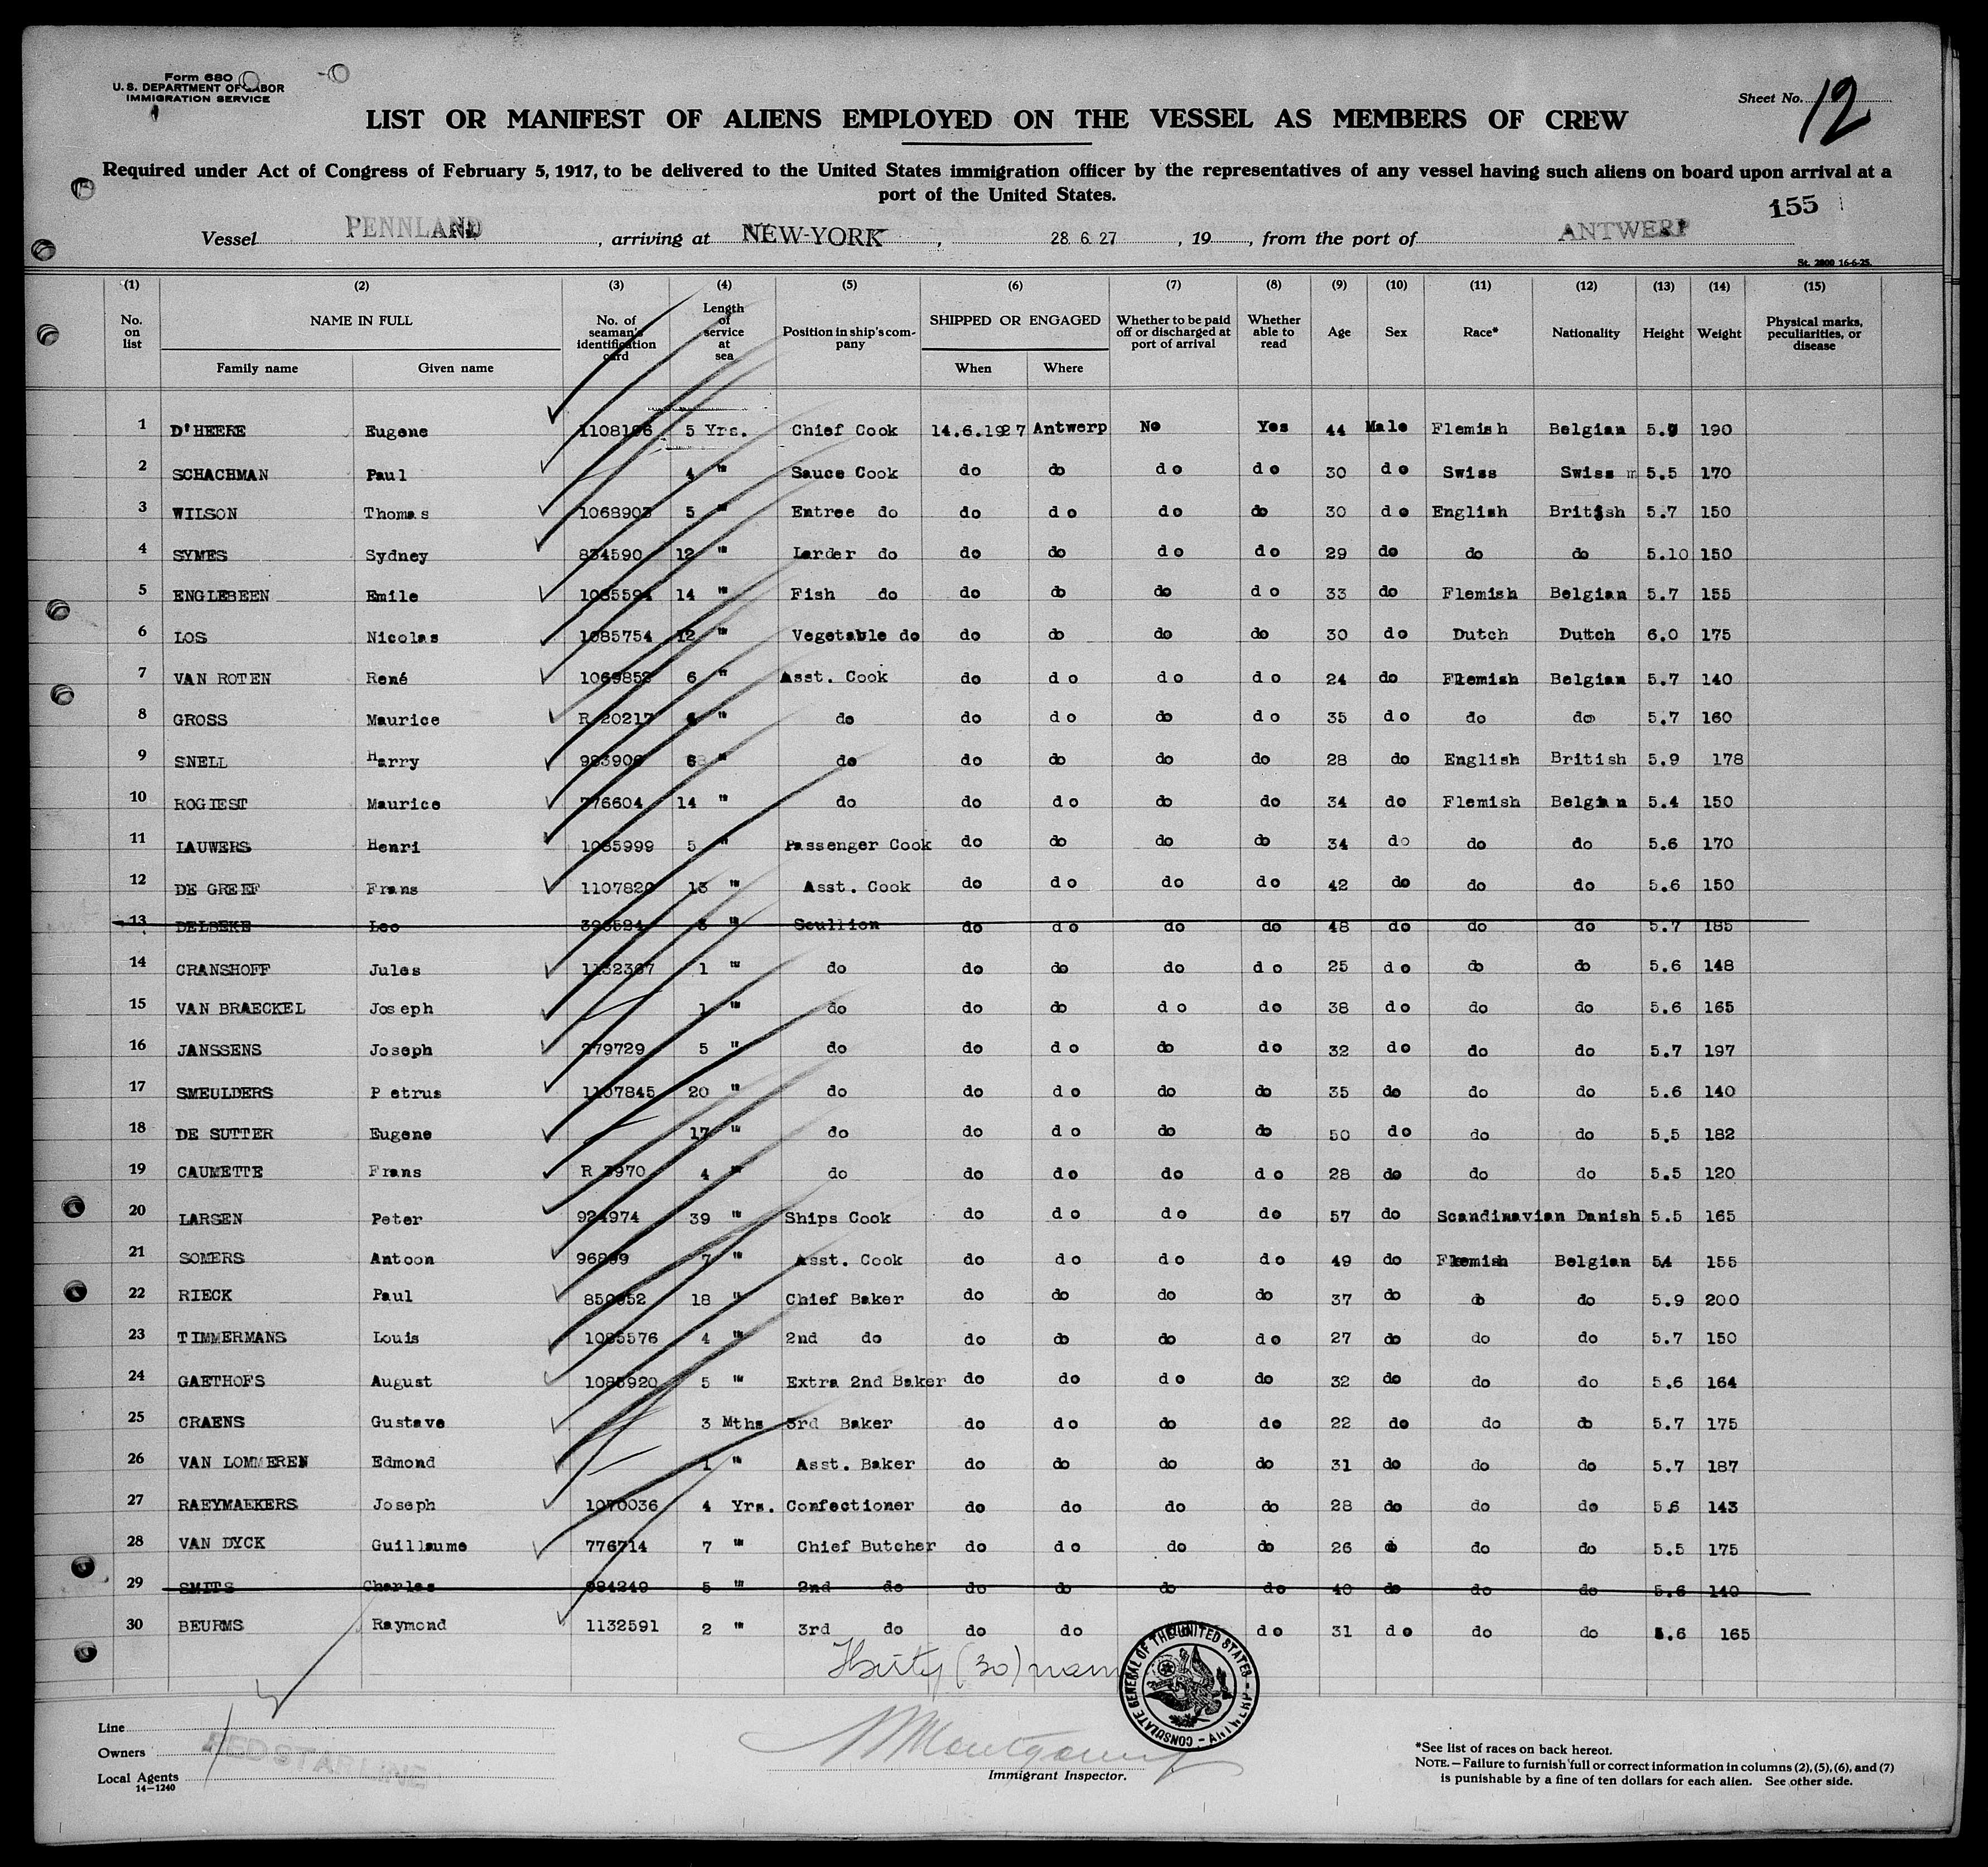 Form 680
U. S. DEPARTMENT OF LABOR
IMMIGRATION SERVICE
Sheet No. 12
LIST OR MANIFEST OF ALIENS EMPLOYED ON THE VESSEL AS MEMBERS OF CREW
Required under Act of Congress of February 5, 1917, to be delivered to the United States immigration officer by the representatives of any vessel having such aliens on board upon arrival at a
port of the United States.
155
Vessel PENNLAND, arriving at NEW-YORK, 28 6 27, 19 , from the port of ANTWERP
St. 2800 16-6-25.
(1) (2) (3) (4) (5) (6) (7) (8) (9) (10) (11) (12) (13) (14) (15)
No. on list NAME IN FULL No. of seaman's identification card Length of service at sea Position in ship's company SHIPPED OR ENGAGED Whether to be paid off or discharged at port of arrival Whether able to read Age Sex Race* Nationality Height Weight Physical marks, peculiarities, or disease
Family name Given name When Where
1 D'HEERE Eugene 1108196 5 Yrs. Chief Cook 14.6.1927 Antwerp No Yes 44 Male Flemish Belgian 5.9 190
2 SCHACHMAN Paul 4 " Sauce Cook do do do do 30 do Swiss Swiss m 5.5 170
3 WILSON Thomas 1068903 5 " Entree do do do do do 30 do English British 5.7 150
4 SYMES Sydney 834590 12 " Larder do do do do do 29 do do do 5.10 150
5 ENGLEBEEN Emile 1085594 14 " Fish do do do do do 33 do Flemish Belgian 5.7 155
6 LOS Nicolas 1085754 12 " Vegetable do do do do do 30 do Dutch Dutch 6.0 175
7 VAN ROTEN René 1069852 6 " Asst. Cook do do do do 24 do Flemish Belgian 5.7 140
8 GROSS Maurice R 20217 6 " do do do do do 35 do do do 5.7 160
9 SNELL Harry 983906 6 " do do do do do 28 do English British 5.9 178
10 ROGIEST Maurice 776604 14 " do do do do do 34 do Flemish Belgian 5.4 150
11 LAUWERS Henri 1085999 5 " Passenger Cook do do do do 34 do do do 5.6 170
12 DE GREEF Frans 1107820 13 " Asst. Cook do do do do 42 do do do 5.6 150
13 DELBEKE Leo 396524 " Scullion do do do do 48 do do do 5.7 185
14 CRANSHOFF Jules 1132367 1 " do do do do do 25 do do do 5.6 148
15 VAN BRAECKEL Joseph 1 " do do do do do 38 do do do 5.6 165
16 JANSSENS Joseph 979729 5 " do do do do do 32 do do do 5.7 197
17 SMEULDERS Petrus 1107845 20 " do do do do do 35 do do do 5.6 140
18 DE SUTTER Eugene 17 " do do do do do 50 do do do 5.5 182
19 CAUMETTE Frans R 3970 4 " do do do do do 28 do do do 5.5 120
20 LARSEN Peter 924974 39 " Ships Cook do do do do 57 do Scandinavian Danish 5.5 165
21 SOMERS Antoon 96899 7 " Asst. Cook do do do do 49 do Flemish Belgian 54 155
22 RIECK Paul 850352 18 " Chief Baker do do do do 37 do do do 5.9 200
23 TIMMERMANS Louis 1085576 4 " 2nd do do do do do 27 do do do 5.7 150
24 GAETHOFS August 1085920 5 " Extra 2nd Baker do do do do 32 do do do 5.6 164
25 CRAENS Gustave 3 Mths 3rd Baker do do do do 22 do do do 5.7 175
26 VAN LOMMEREN Edmond 1 " Asst. Baker do do do do 31 do do do 5.7 187
27 RAEYMAEKERS Joseph 1070036 4 Yrs. Confectioner do do do do 28 do do do 5.6 143
28 VAN DYCK Guillaume 776714 7 " Chief Butcher do do do do 26 do do do 5.5 175
29 SMITS Charles 984249 5 " 2nd do do do do do 40 do do do 5.6 140
30 BEURMS Raymond 1132591 2 " 3rd do do do do 31 do do do 5.6 165
Thirty (30) nam
CONSULATE GENERAL OF THE UNITED STATES - ANTWERP -
Line
Owners RED STAR LINE
Local Agents
14-1240
Montgomery
Immigrant Inspector.
*See list of races on back hereof.
NOTE.—Failure to furnish full or correct information in columns (2), (5), (6), and (7)
is punishable by a fine of ten dollars for each alien. See other side.